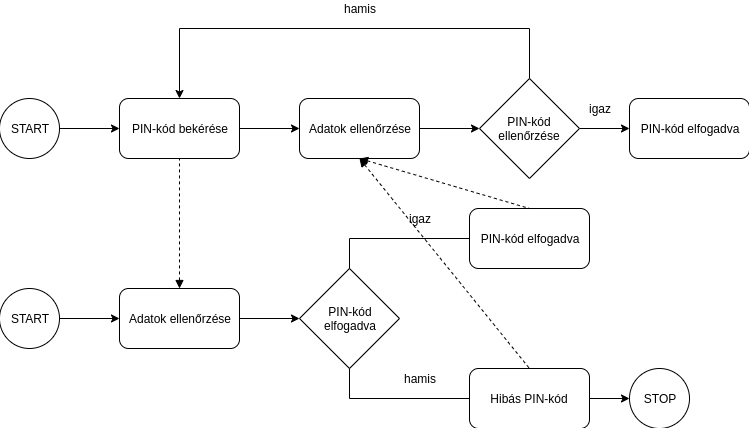 hamis
START
PIN-kód bekérése
Adatok ellenőrzése
PIN-kód
ellenőrzése
igaz
PIN-kód elfogadva
igaz
PIN-kód elfogadva
START
Adatok ellenőrzése
PIN-kód
elfogadva
hamis
Hibás PIN-kód
STOP